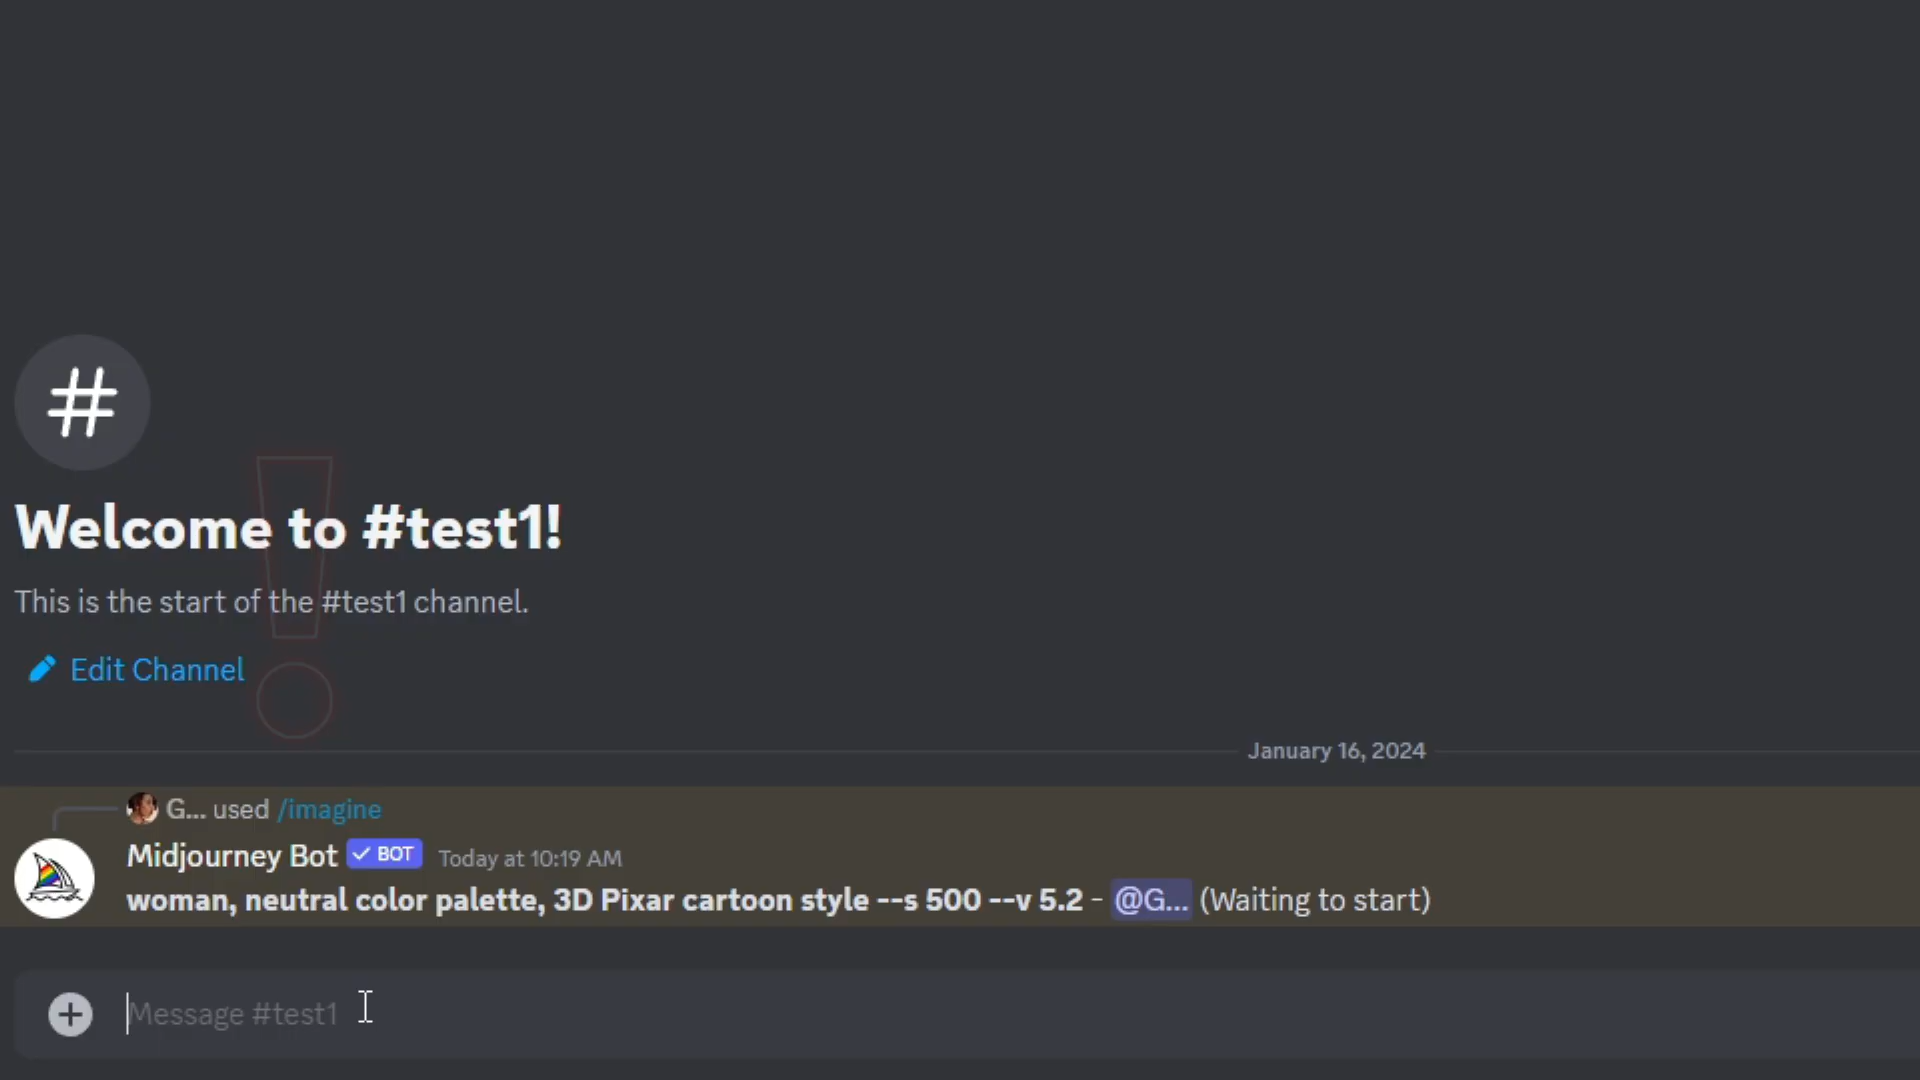 #
Welcome to #test1!
This is the start of the #test1 channel.
Edit Channel
January 16, 2024
G... used /imagine
Midjourney Bot ✓ BOT Today at 10:19 AM
woman, neutral color palette, 3D Pixar cartoon style --s 500 --v 5.2 - @G... (Waiting to start)
Message #test1